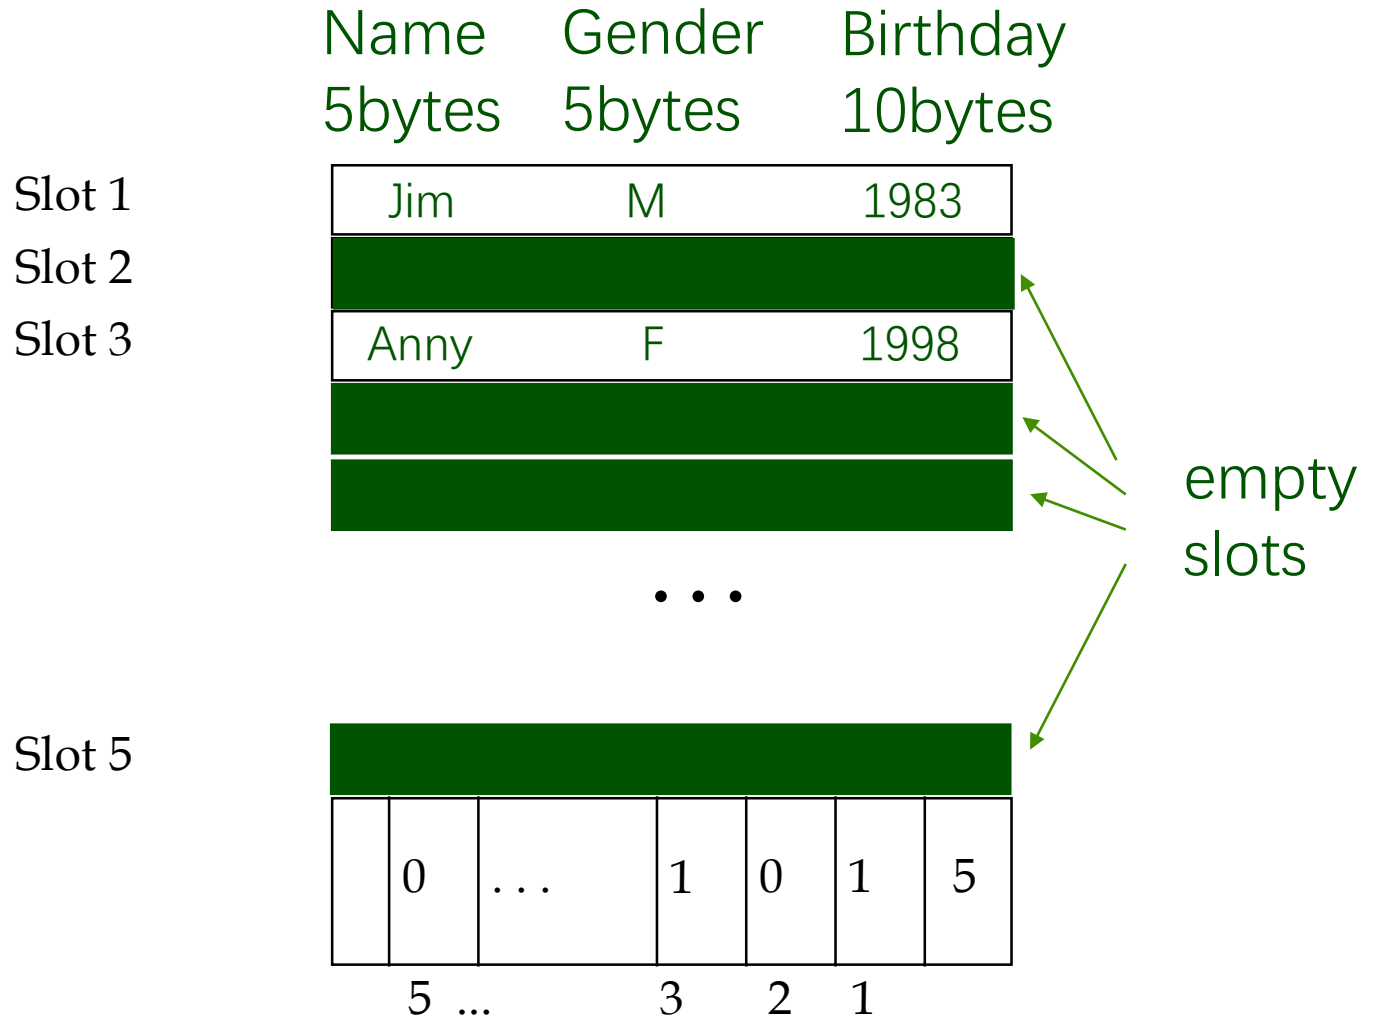 Name Gender Birthday
5bytes 5bytes 10bytes
Slot 1 Jim M 1983
Slot 2
Slot 3 Anny F 1998
empty
slots
...
Slot 5
0 ... 1 0 1 5
5 ... 3 2 1